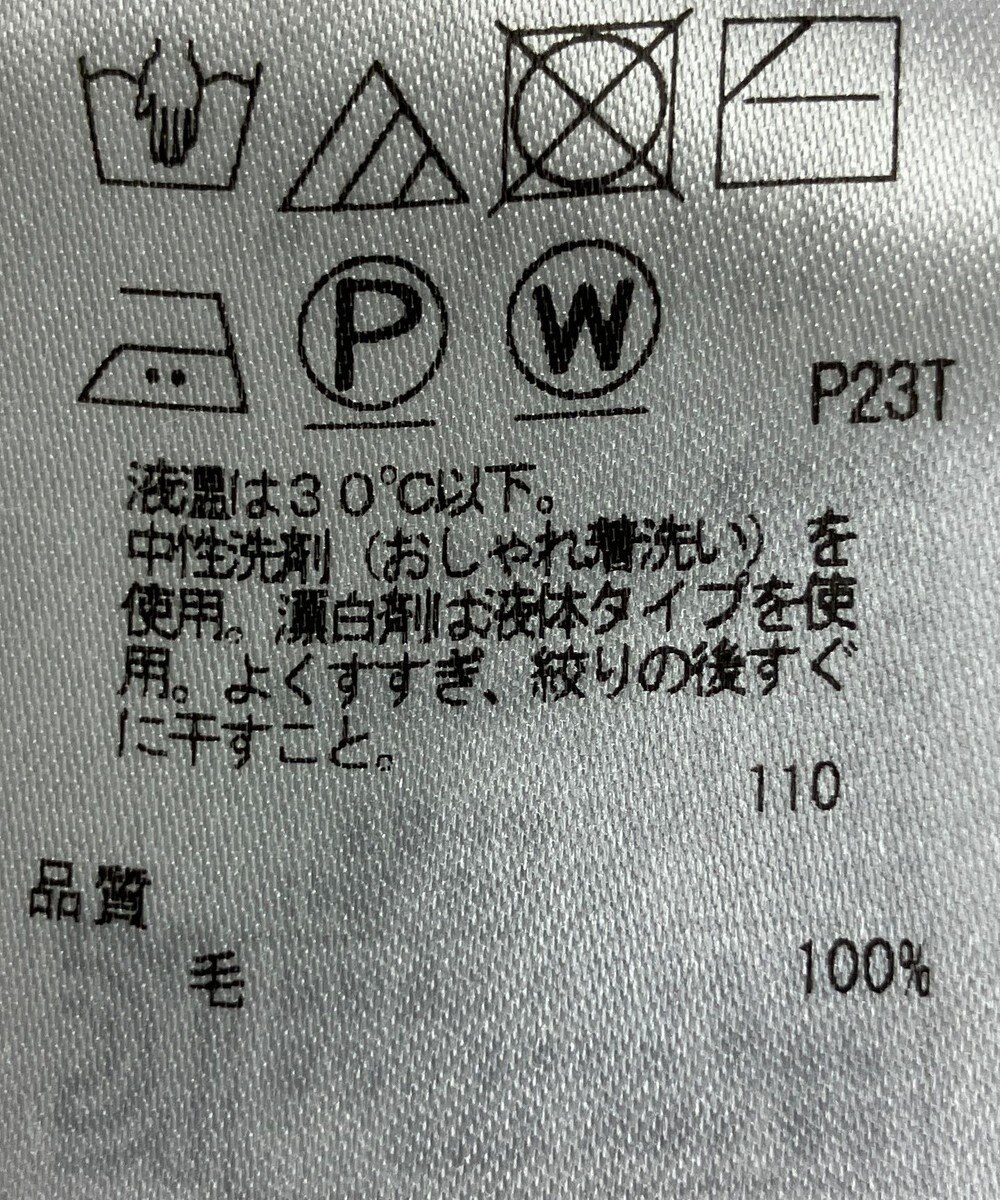 P
W
P23T
液温は30℃以下。
中性洗剤(おしゃれ着洗い)を
使用。漂白剤は液体タイプを使
用。よくすすぎ、絞りの後すぐ
に干すこと。
110
品質
毛 100%